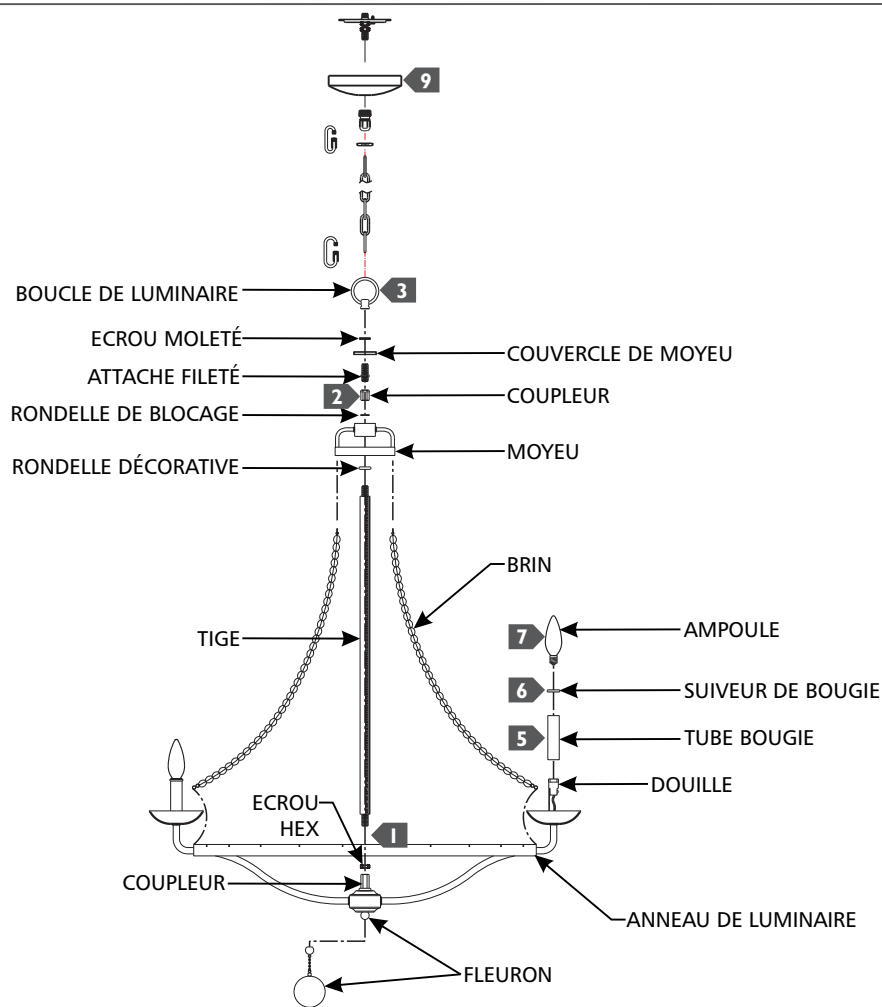 9
BOUCLE DE LUMINAIRE
3
ECROU MOLETÉ
COUVERCLE DE MOYEU
ATTACHE FILETÉ
2
COUPLEUR
RONDELLE DE BLOCAGE
MOYEU
RONDELLE DÉCORATIVE
BRIN
TIGE
7
AMPOULE
6
SUIVEUR DE BOUGIE
5
TUBE BOUGIE
DOUILLE
ECROU
HEX
1
COUPLEUR
ANNEAU DE LUMINAIRE
FLEURON